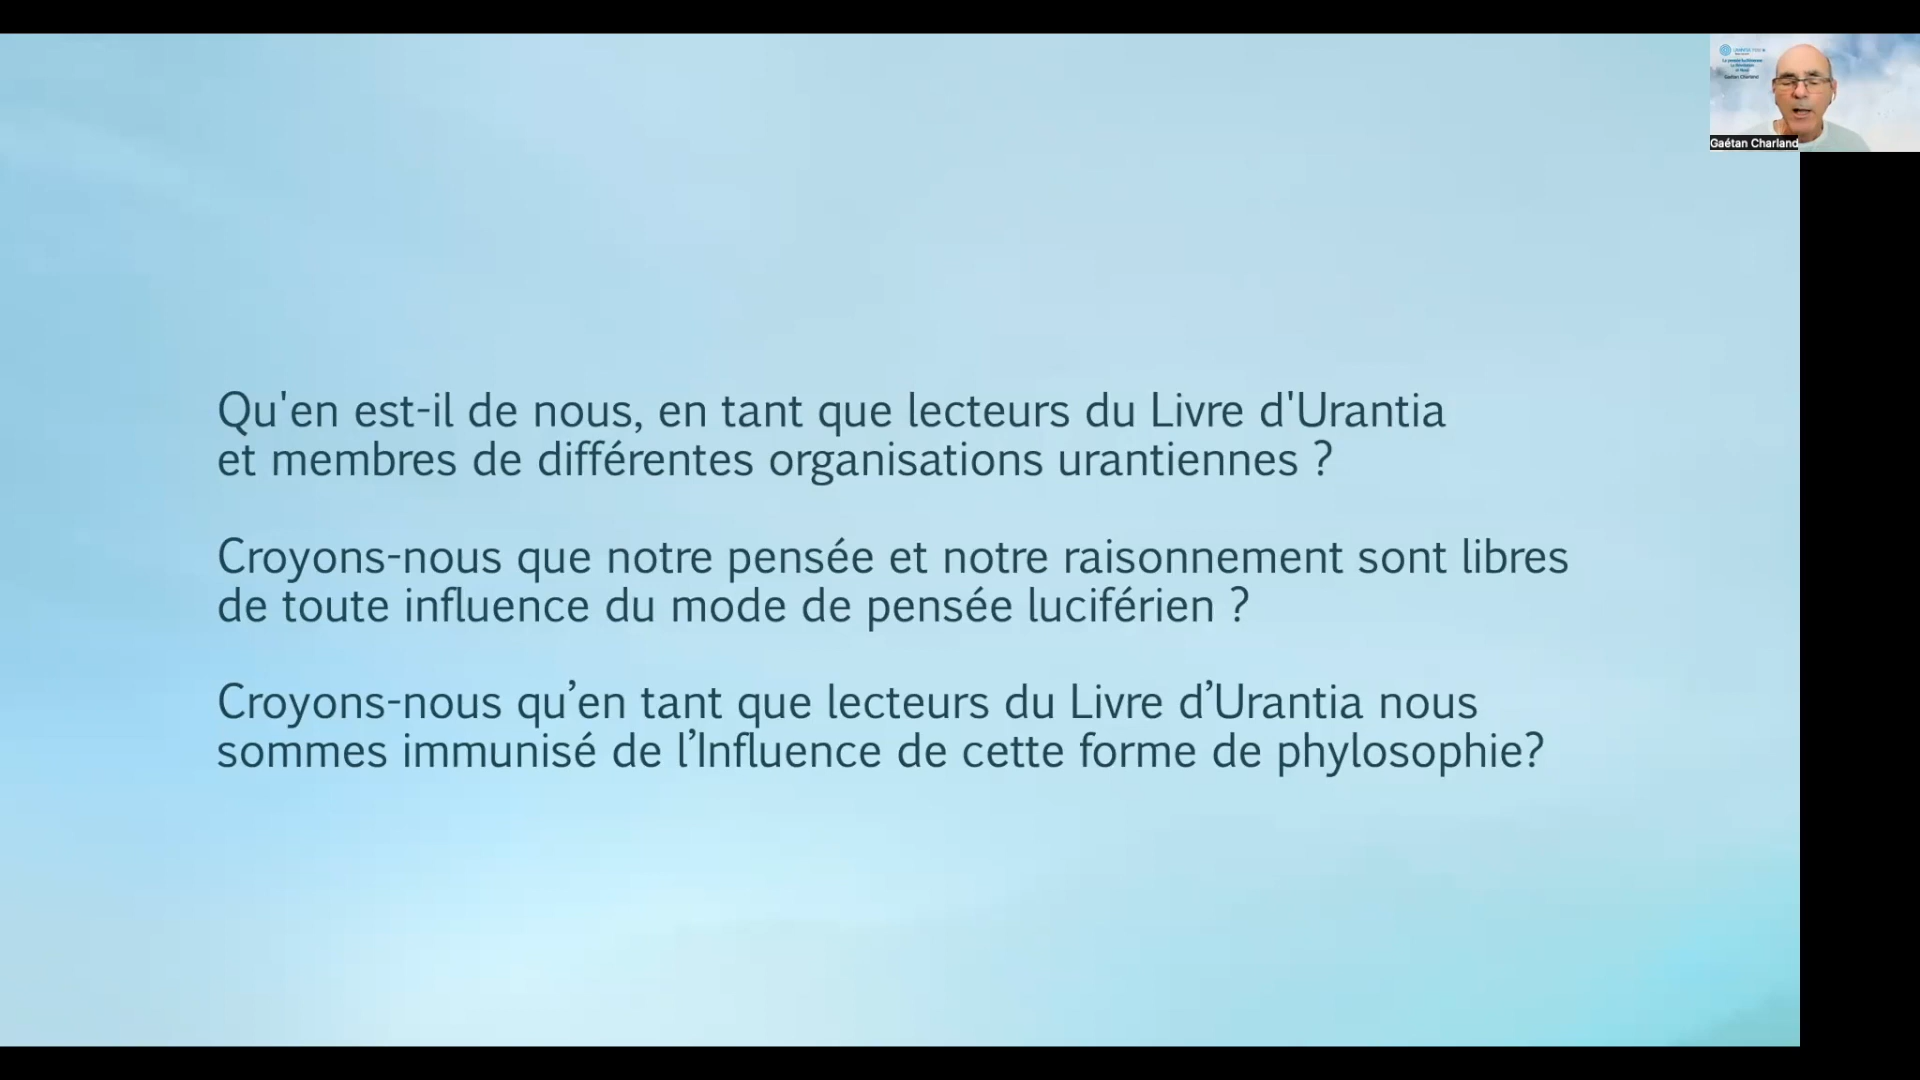 Gaétan Charland
Qu'en est-il de nous, en tant que lecteurs du Livre d'Urantia
et membres de différentes organisations urantiennes ?
Croyons-nous que notre pensée et notre raisonnement sont libres
de toute influence du mode de pensée luciférien ?
Croyons-nous qu’en tant que lecteurs du Livre d’Urantia nous
sommes immunisé de l’Influence de cette forme de phylosophie?